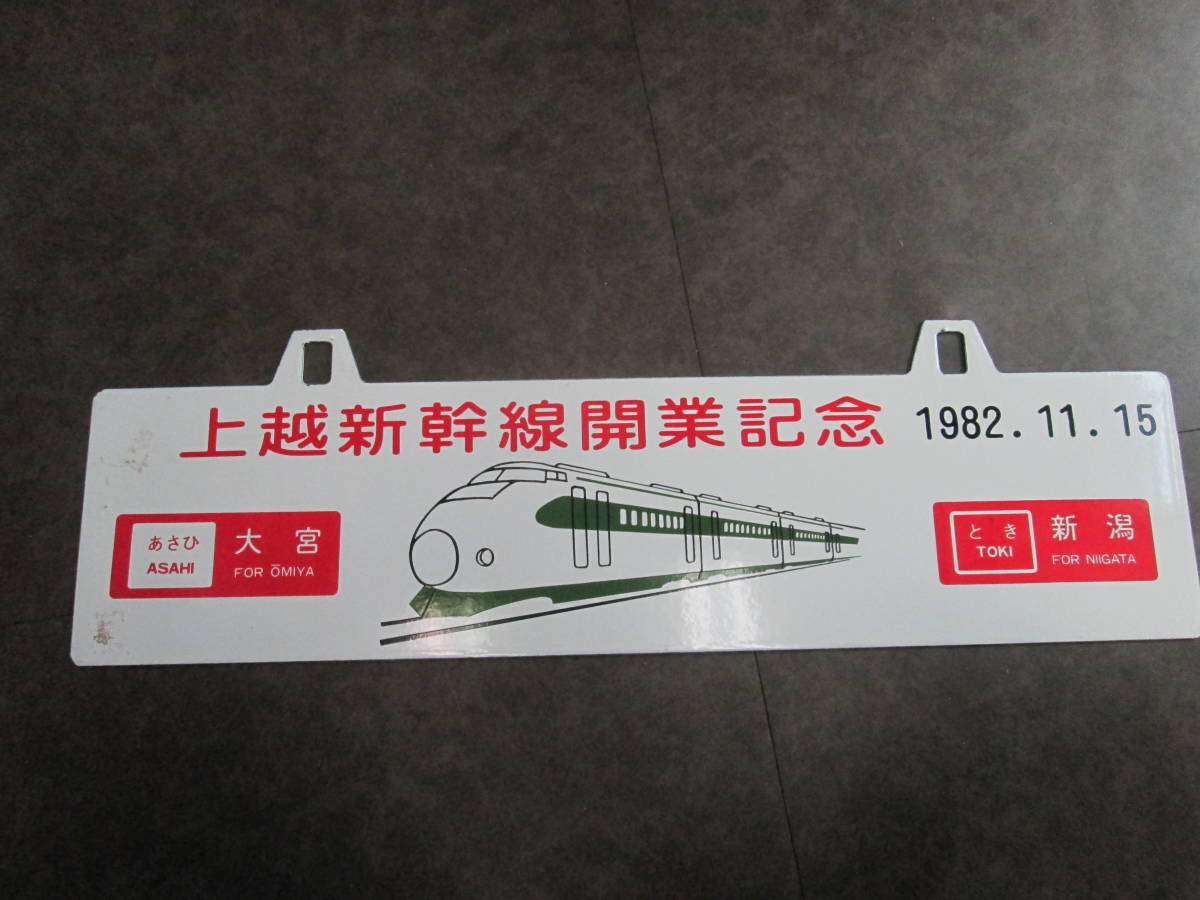 上越新幹線開業記念 1982.11.15
あさひ
ASAHI
大宮
FOR ŌMIYA
とき
TOKI
新潟
FOR NIIGATA